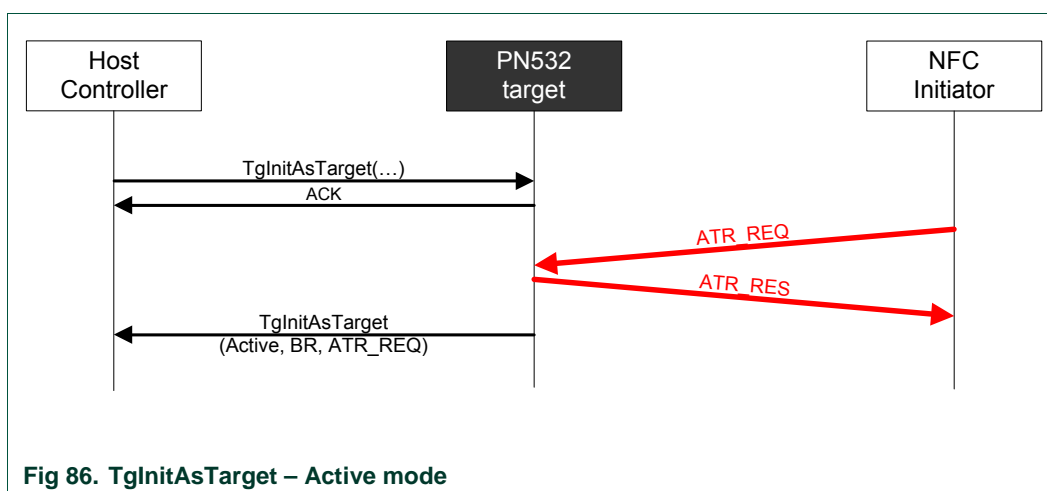 Host
Controller
PN532
target
NFC
Initiator
TgInitAsTarget(…)
ACK
ATR_REQ
ATR_RES
TgInitAsTarget
(Active, BR, ATR_REQ)
Fig 86. TgInitAsTarget – Active mode